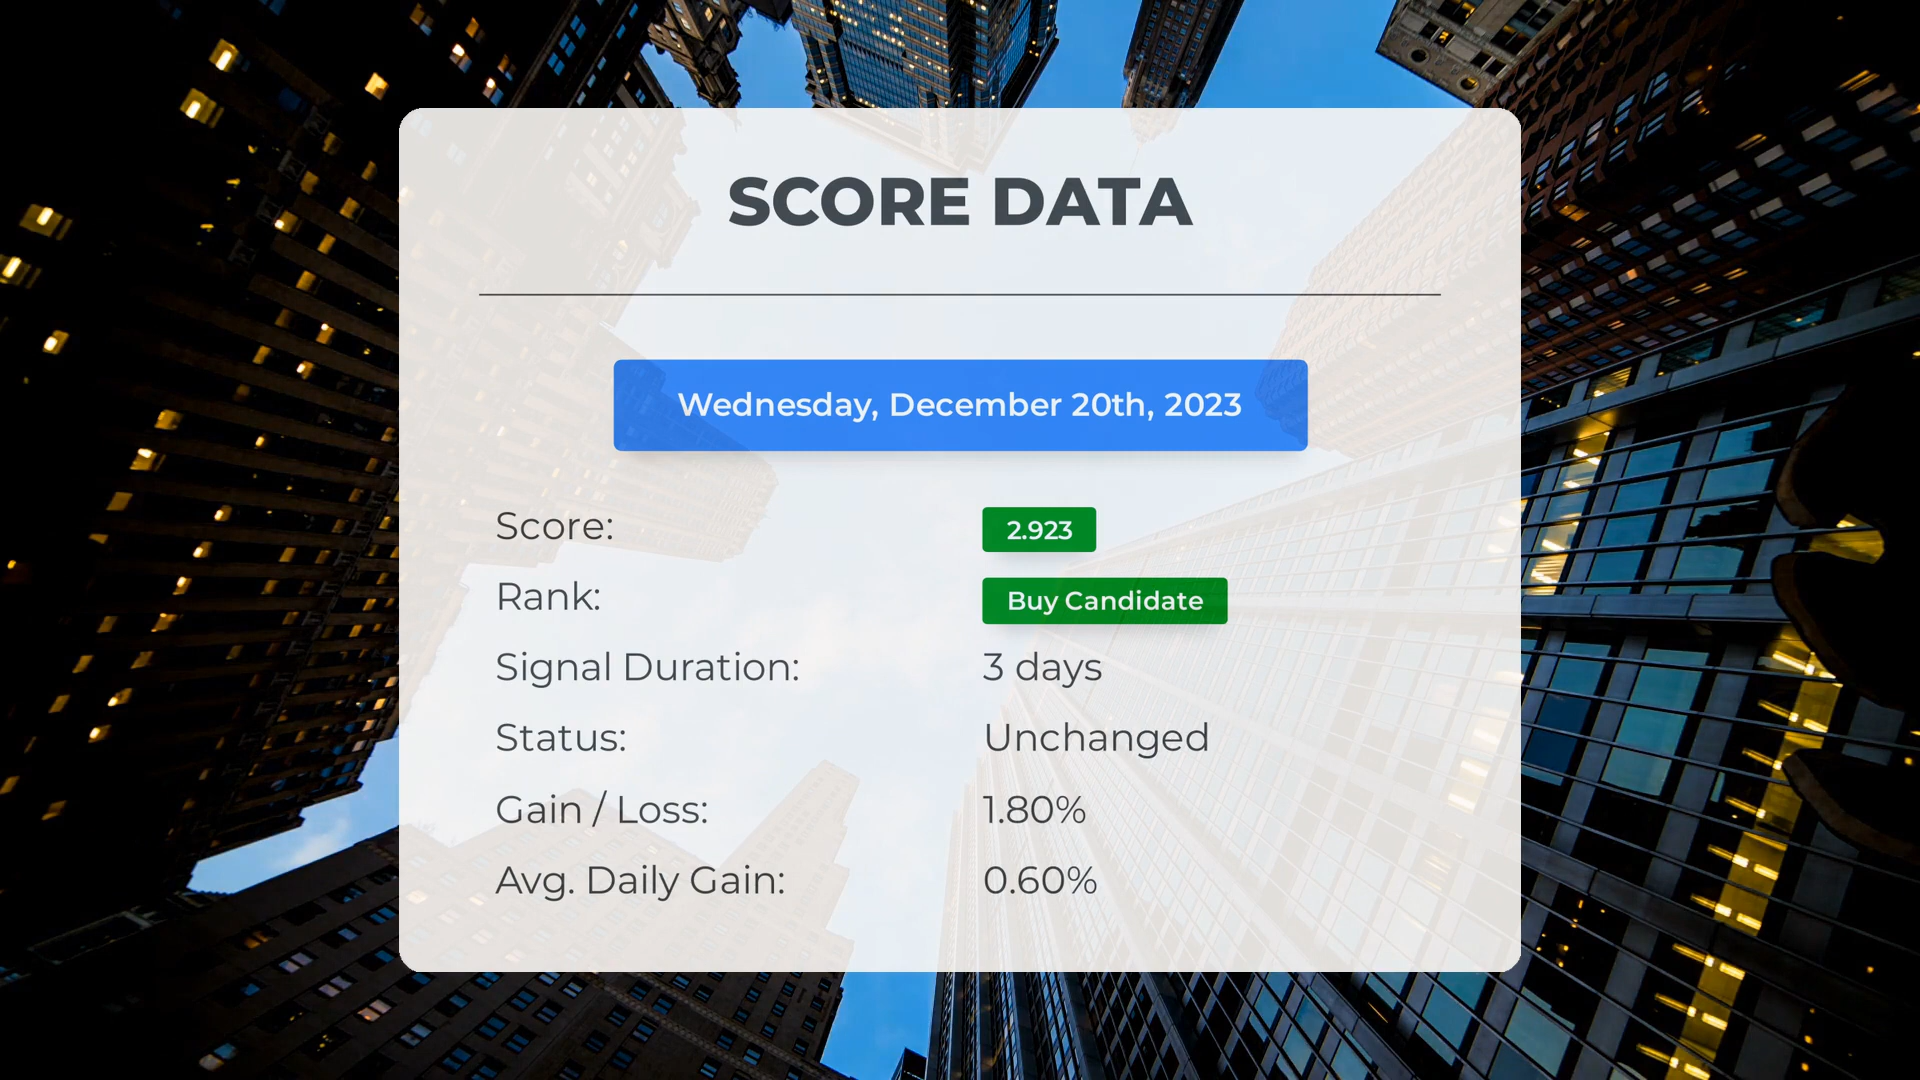 SCORE DATA
Wednesday, December 20th, 2023
Score: 2.923
Rank: Buy Candidate
Signal Duration: 3 days
Status: Unchanged
Gain / Loss: 1.80%
Avg. Daily Gain: 0.60%